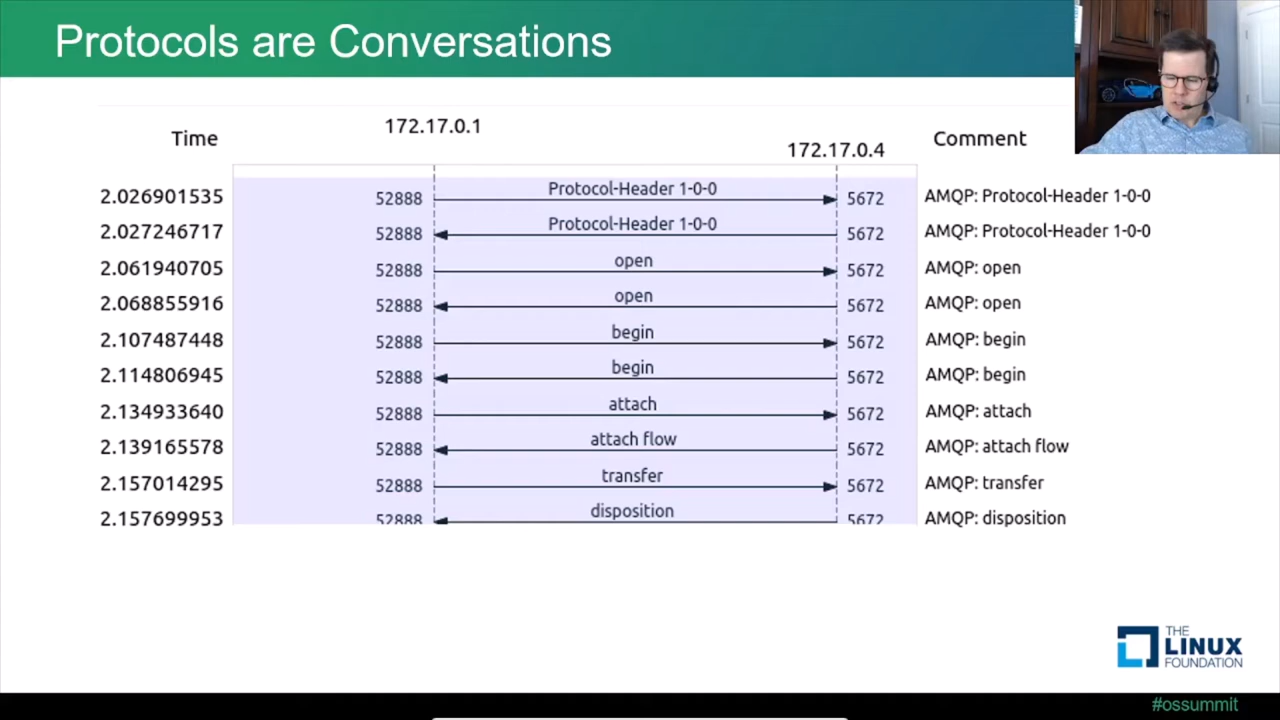 Protocols are Conversations
Time 172.17.0.1 172.17.0.4 Comment
2.026901535 52888 Protocol-Header 1-0-0 5672 AMQP: Protocol-Header 1-0-0
2.027246717 52888 Protocol-Header 1-0-0 5672 AMQP: Protocol-Header 1-0-0
2.061940705 52888 open 5672 AMQP: open
2.068855916 52888 open 5672 AMQP: open
2.107487448 52888 begin 5672 AMQP: begin
2.114806945 52888 begin 5672 AMQP: begin
2.134933640 52888 attach 5672 AMQP: attach
2.139165578 52888 attach flow 5672 AMQP: attach flow
2.157014295 52888 transfer 5672 AMQP: transfer
2.157699953 52888 disposition 5672 AMQP: disposition
THE
LINUX
FOUNDATION
#ossummit